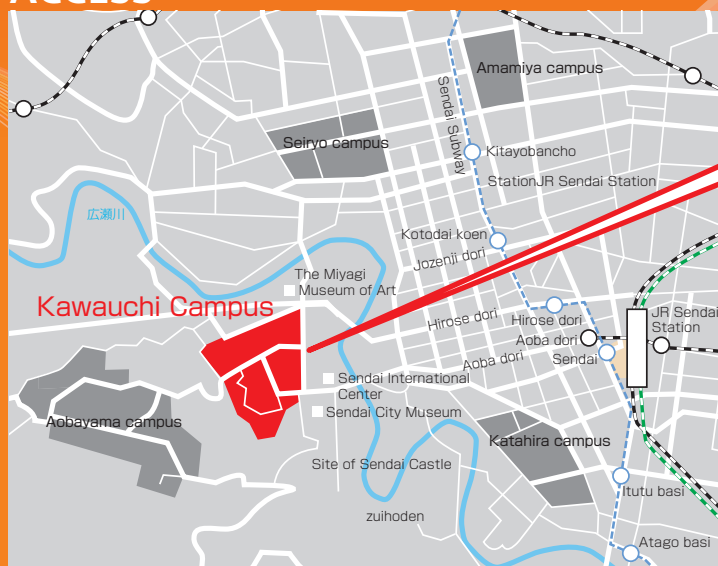 ACCESS
Amamiya campus
Sendai Subway
Seiryo campus
Kitayobancho
StationJR Sendai Station
広瀬川
Kotodai koen
Jozenji dori
The Miyagi
Museum of Art
Kawauchi Campus
Hirose dori
Hirose dori
JR Sendai
Station
Aoba dori
Aoba dori
Sendai
Sendai International
Center
Sendai City Museum
Aobayama campus
Katahira campus
Site of Sendai Castle
Itutu basi
zuihoden
Atago basi